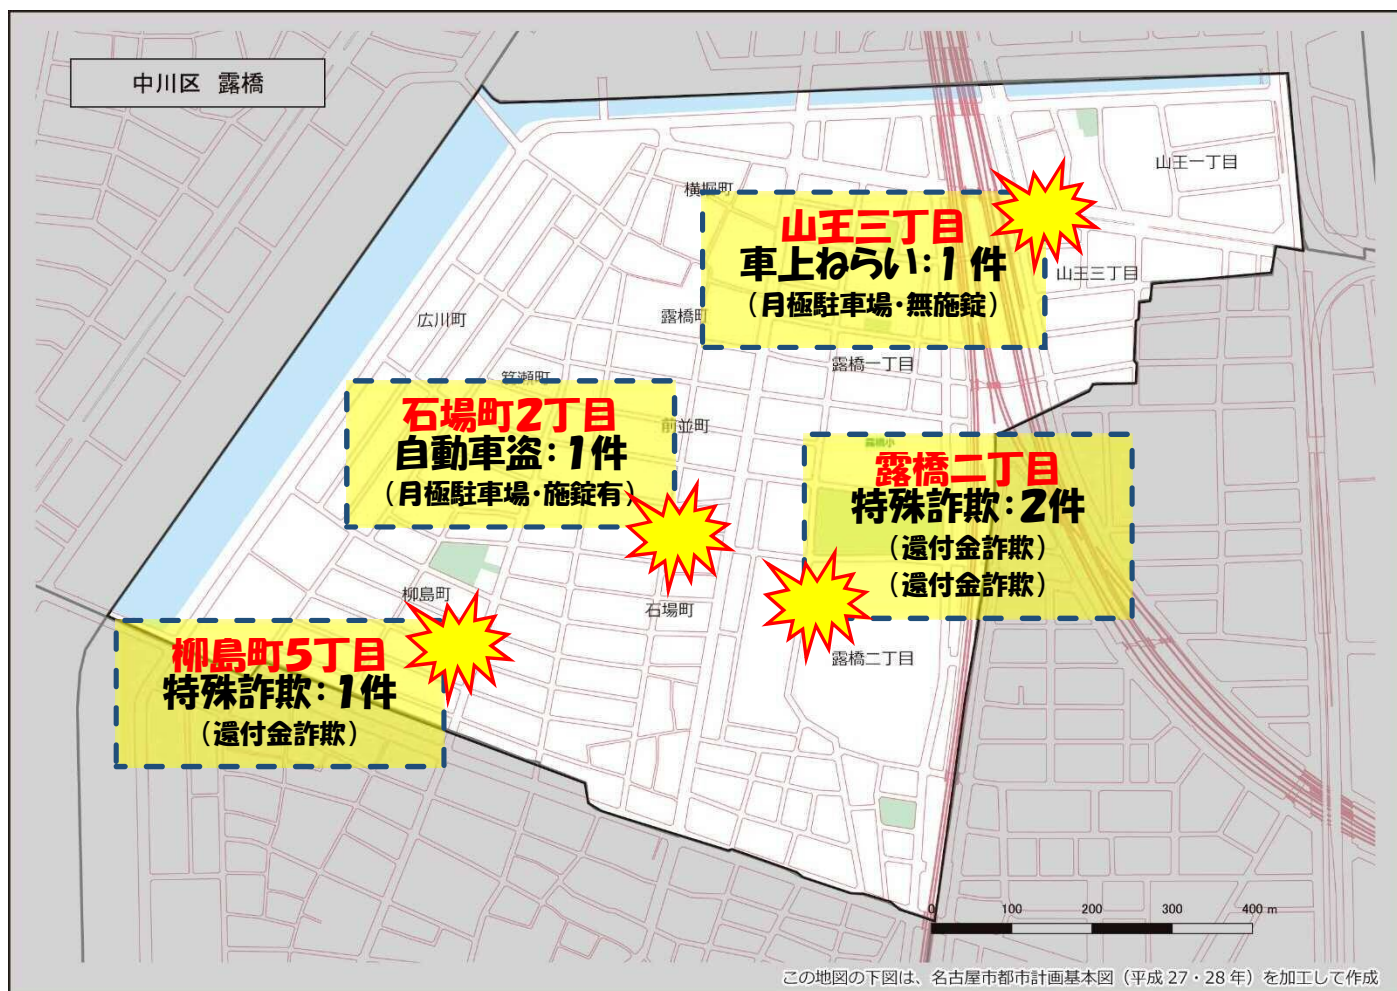 中川区 露橋
山王一丁目
横堀町
山王三丁目
車上ねらい：1件
（月極駐車場・無施錠）
山王三丁目
広川町
露橋町
露橋一丁目
箕瀬町
石場町2丁目
自動車盗：1件
（月極駐車場・施錠有）
前並町
露橋小
露橋二丁目
特殊詐欺：2件
（還付金詐欺）
（還付金詐欺）
柳島町
石場町
露橋二丁目
柳島町5丁目
特殊詐欺：1件
（還付金詐欺）
0 100 200 300 400 m
この地図の下図は、名古屋市都市計画基本図（平成 27・28 年）を加工して作成